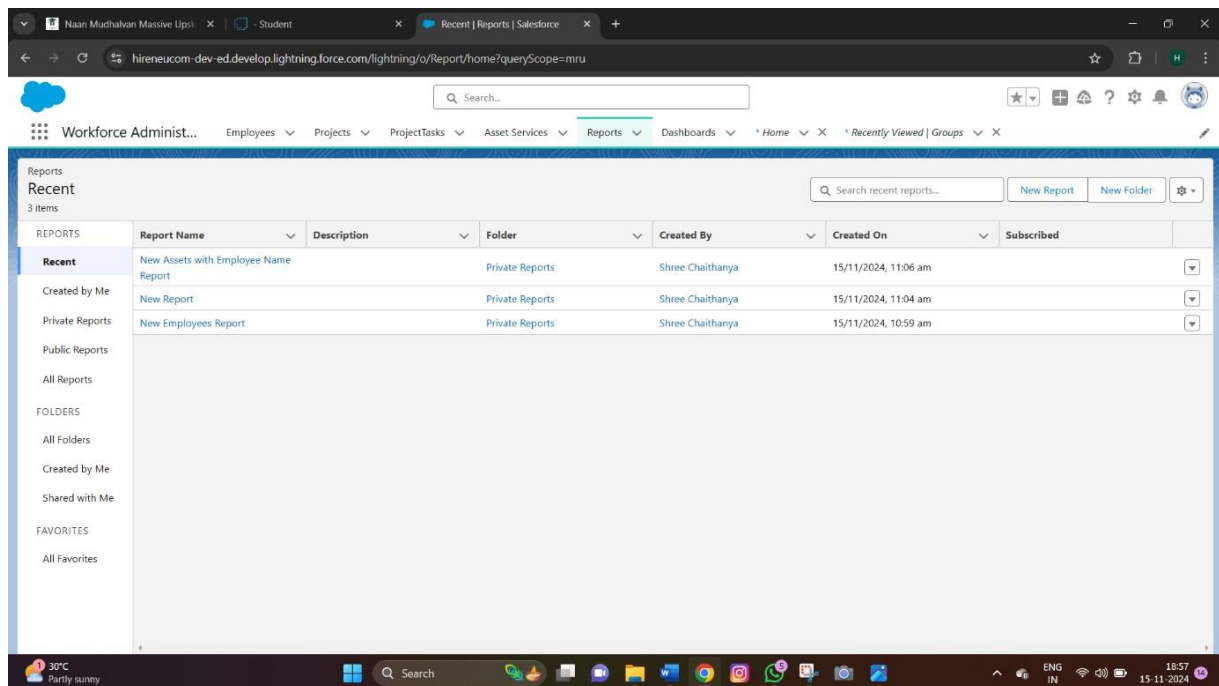 Naan Mudhalvan Massive Upsk
- Student
Recent | Reports | Salesforce
hireneucom-dev-ed.develop.lightning.force.com/lightning/o/Report/home?queryScope=mru
H
Search...
Workforce Administ...
Employees
Projects
ProjectTasks
Asset Services
Reports
Dashboards
* Home
* Recently Viewed | Groups
Reports
Recent
3 items
Search recent reports...
New Report
New Folder
REPORTS
Report Name
Description
Folder
Created By
Created On
Subscribed
Recent
New Assets with Employee Name
Report
Private Reports
Shree Chaithanya
15/11/2024, 11:06 am
Created by Me
New Report
Private Reports
Shree Chaithanya
15/11/2024, 11:04 am
Private Reports
New Employees Report
Private Reports
Shree Chaithanya
15/11/2024, 10:59 am
Public Reports
All Reports
FOLDERS
All Folders
Created by Me
Shared with Me
FAVORITES
All Favorites
1
30°C
Partly sunny
Search
9
ENG
IN
18:57
15-11-2024
14